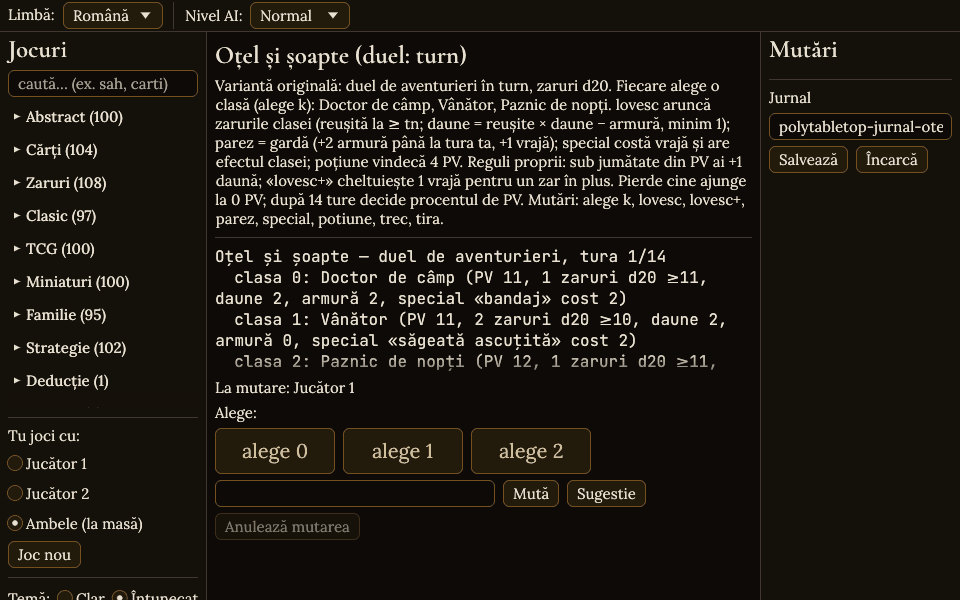 Limbă: Română ▼ Nivel AI: Normal ▼
Jocuri
caută... (ex. sah, carti)
▸ Abstract (100)
▸ Cărți (104)
▸ Zaruri (108)
▸ Clasic (97)
▸ TCG (100)
▸ Miniaturi (100)
▸ Familie (95)
▸ Strategie (102)
▸ Deducție (1)
Tu joci cu:
Jucător 1
Jucător 2
Ambele (la masă)
Joc nou
Temă: Clar Întunecat
Oțel și șoapte (duel: turn)
Variantă originală: duel de aventurieri în turn, zaruri d20. Fiecare alege o
clasă (alege k): Doctor de câmp, Vânător, Paznic de nopți. lovesc aruncă
zarurile clasei (reușită la ≥ tn; daune = reușite × daune − armură, minim 1);
parez = gardă (+2 armură până la tura ta, +1 vrajă); special costă vrajă și are
efectul clasei; poțiune vindecă 4 PV. Reguli proprii: sub jumătate din PV ai +1
daună; «lovesc+» cheltuiește 1 vrajă pentru un zar în plus. Pierde cine ajunge
la 0 PV; după 14 ture decide procentul de PV. Mutări: alege k, lovesc, lovesc+,
parez, special, potiune, trec, tira.
Oțel și șoapte — duel de aventurieri, tura 1/14
clasa 0: Doctor de câmp (PV 11, 1 zaruri d20 ≥11,
daune 2, armură 2, special «bandaj» cost 2)
clasa 1: Vânător (PV 11, 2 zaruri d20 ≥10, daune 2,
armură 0, special «săgeată ascuțită» cost 2)
clasa 2: Paznic de nopți (PV 12, 1 zaruri d20 ≥11,
La mutare: Jucător 1
Alege:
alege 0 alege 1 alege 2
Mută Sugestie
Anulează mutarea
Mutări
Jurnal
polytabletop-jurnal-ote
Salvează Încarcă